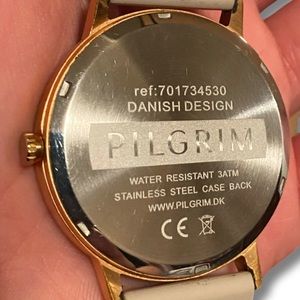 ref:701734530
DANISH DESIGN
PILGRIM
WATER RESISTANT 3ATM
STAINLESS STEEL CASE BACK
WWW.PILGRIM.DK
CE